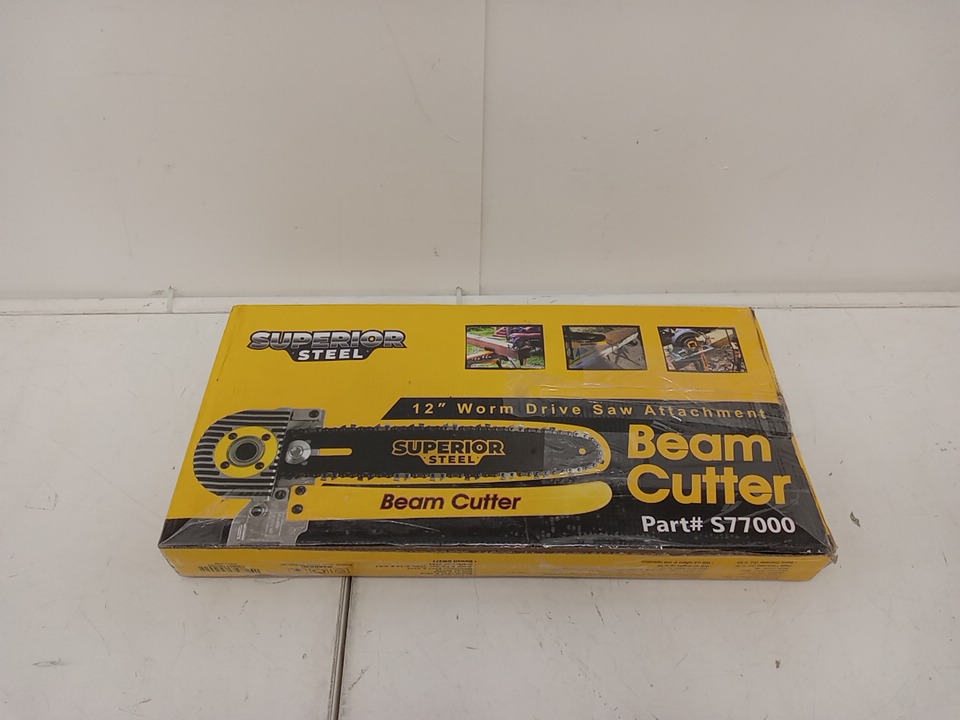 SUPERIOR
STEEL
12" Worm Drive Saw Attachment
SUPERIOR
STEEL
Beam Cutter
Beam
Cutter
Part# S77000